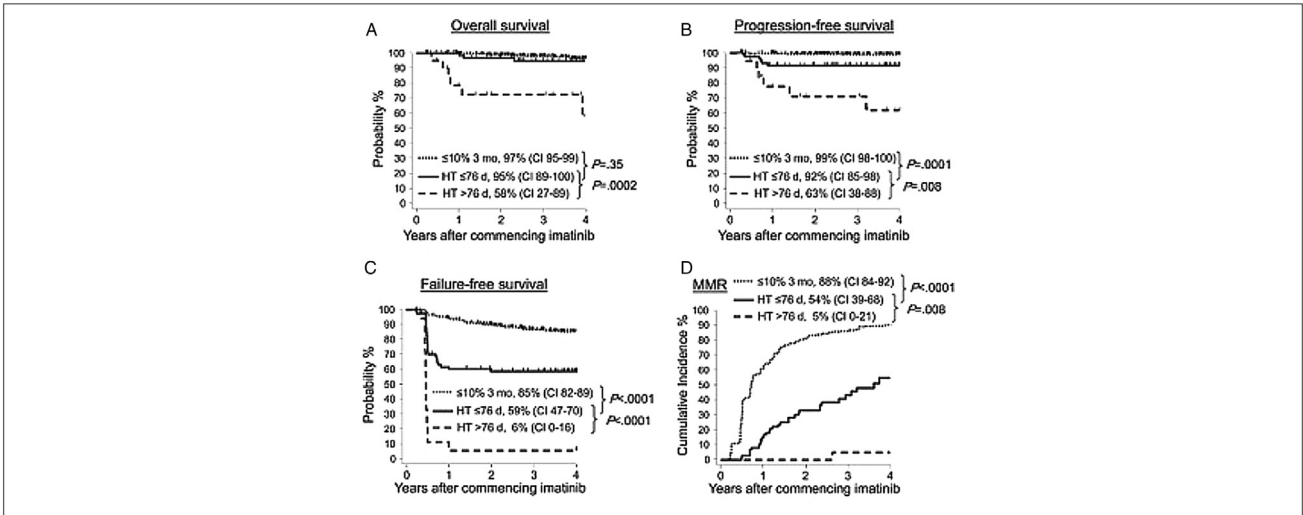 A
Overall survival
100
90
80
70
60
50
40
30
20
10
0
Probability %
≤10% 3 mo, 97% (CI 95-99)
HT ≤76 d, 95% (CI 89-100)
HT >76 d, 58% (CI 27-89)
P=.35
P=.0002
0 1 2 3 4
Years after commencing imatinib
B
Progression-free survival
100
90
80
70
60
50
40
30
20
10
0
Probability %
≤10% 3 mo, 99% (CI 98-100)
HT ≤76 d, 92% (CI 85-98)
HT >76 d, 63% (CI 38-88)
P=.0001
P=.008
0 1 2 3 4
Years after commencing imatinib
C
Failure-free survival
100
90
80
70
60
50
40
30
20
10
0
Probability %
≤10% 3 mo, 85% (CI 82-89)
HT ≤76 d, 59% (CI 47-70)
HT >76 d, 6% (CI 0-16)
P<.0001
P<.0001
0 1 2 3 4
Years after commencing imatinib
D
MMR
≤10% 3 mo, 88% (CI 84-92)
HT ≤76 d, 54% (CI 39-68)
HT >76 d, 5% (CI 0-21)
P<.0001
P=.008
100
90
80
70
60
50
40
30
20
10
0
Cumulative Incidence %
0 1 2 3 4
Years after commencing imatinib